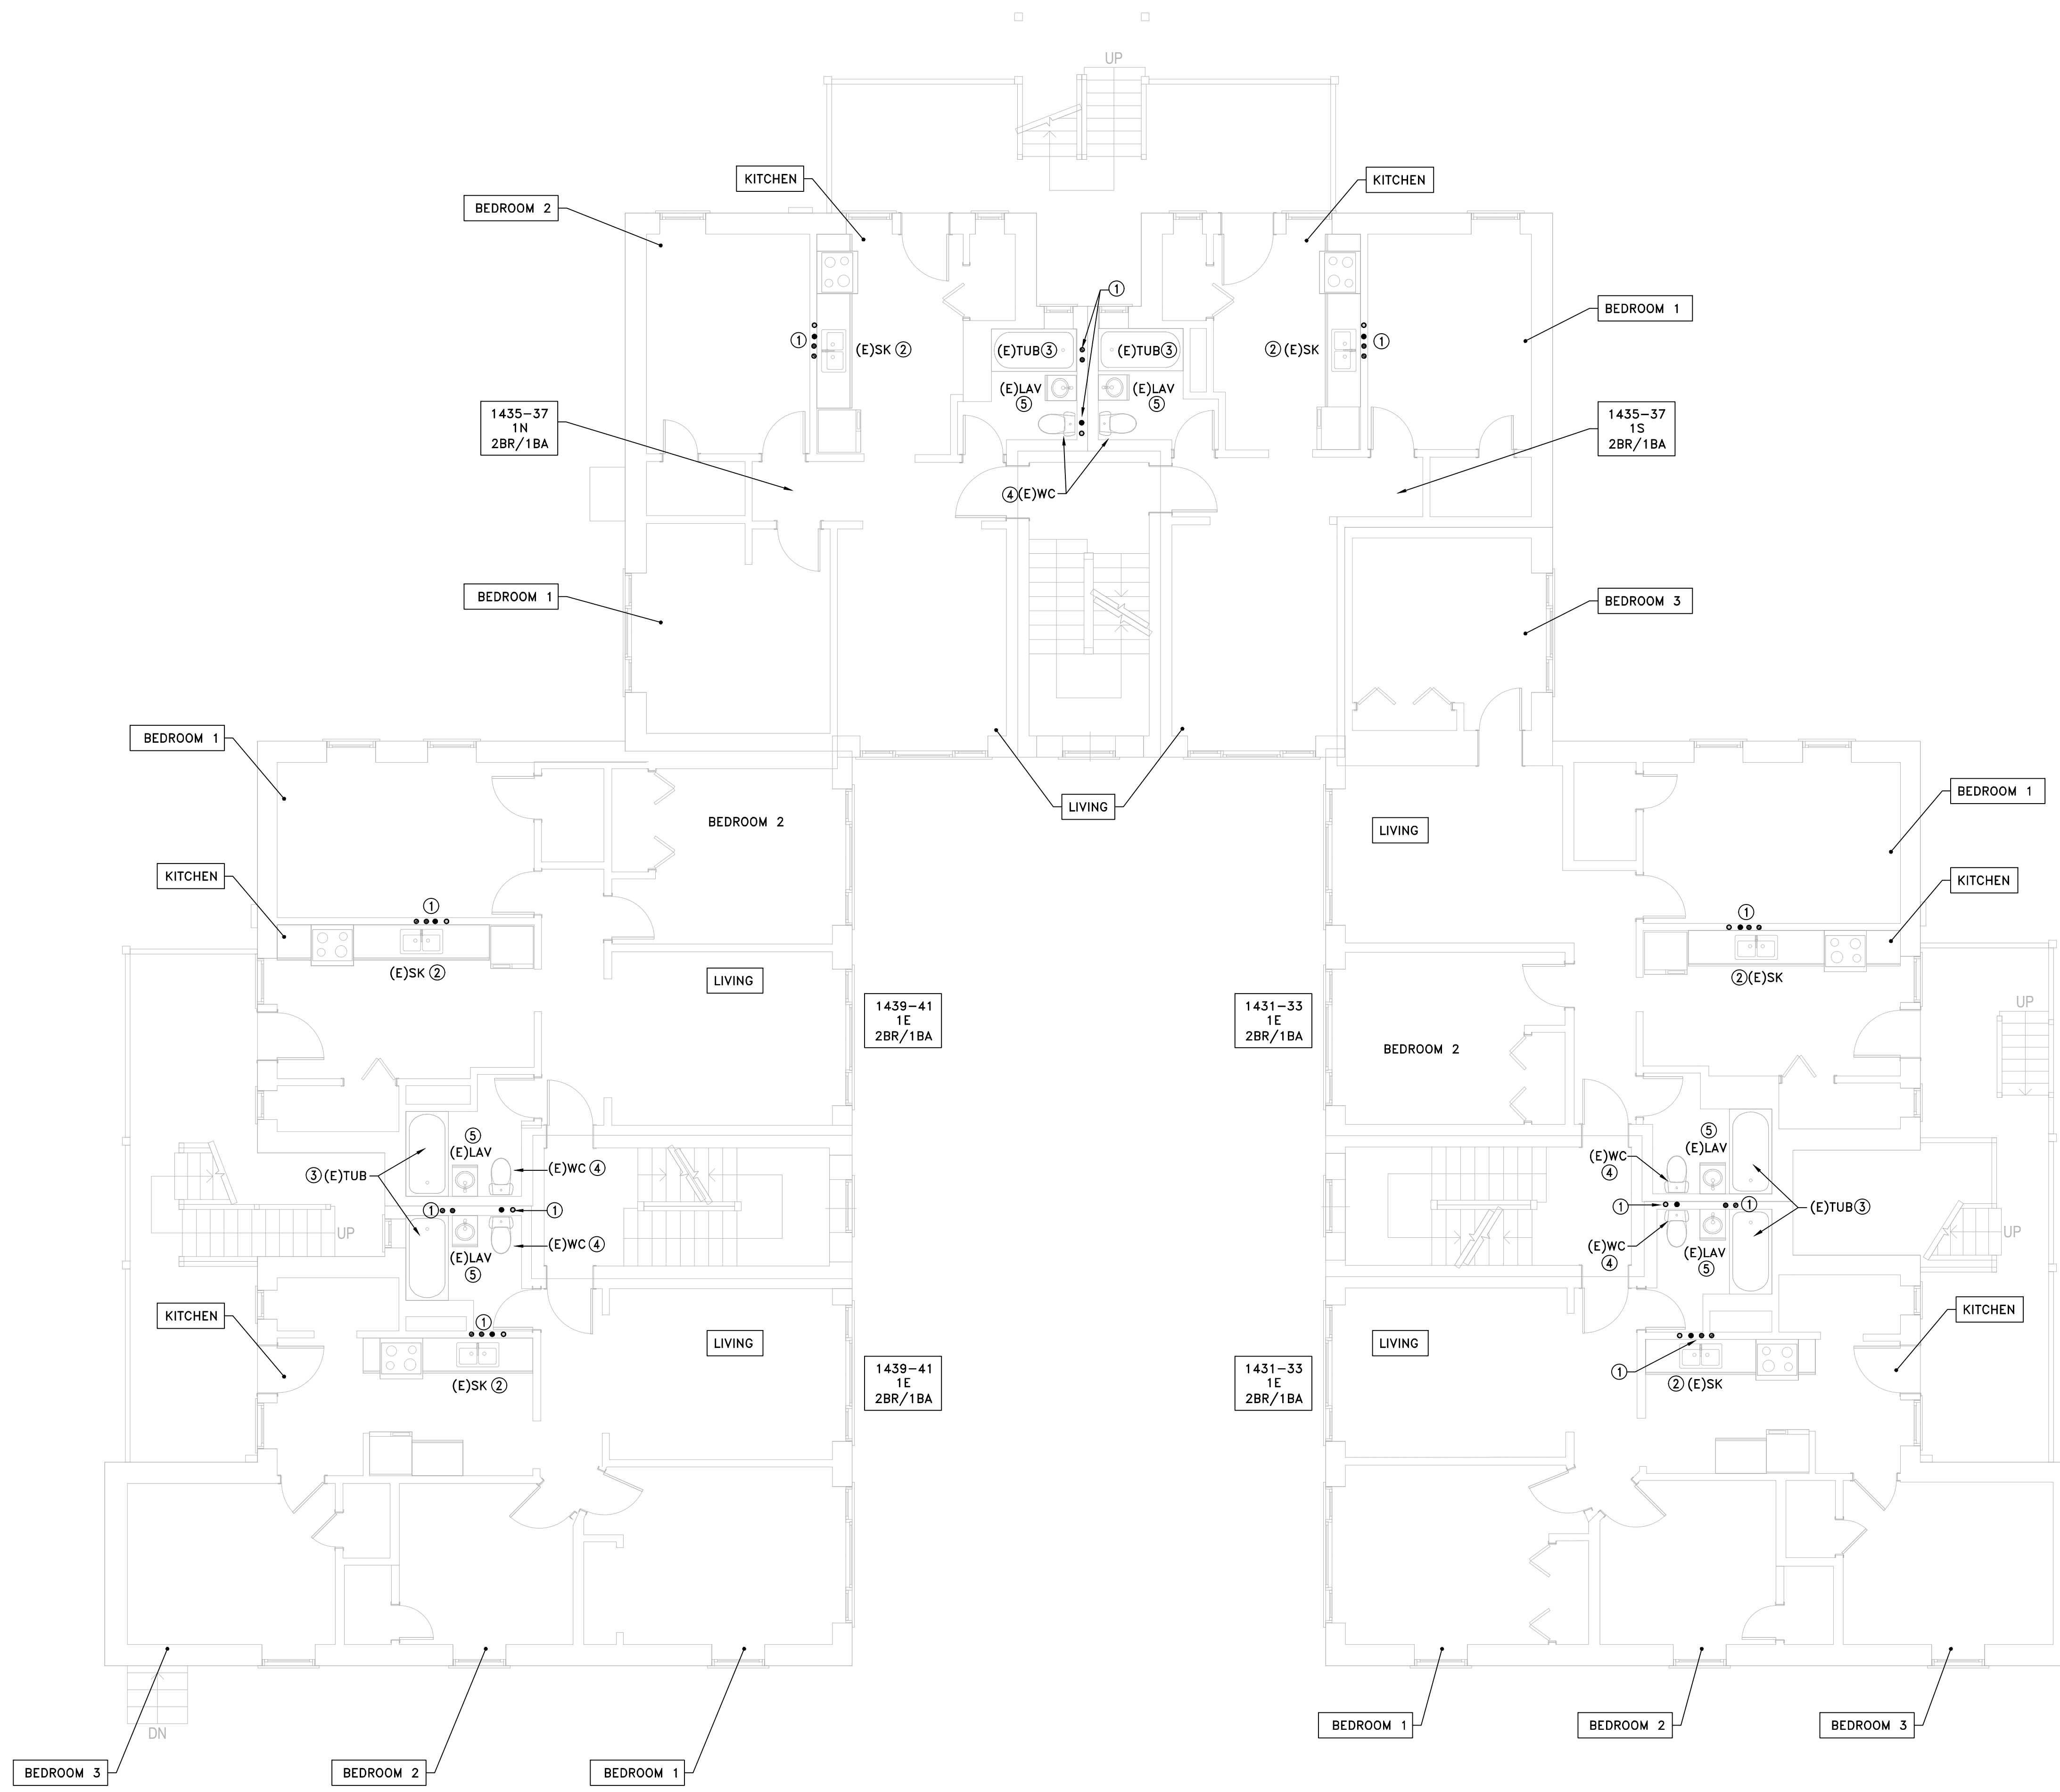 UP
KITCHEN
KITCHEN
BEDROOM 2
①
BEDROOM 1
①
(E)SK ②
(E)TUB ③
(E)TUB ③
② (E)SK
①
(E)LAV
⑤
(E)LAV
⑤
1435-37
1N
2BR/1BA
1435-37
1S
2BR/1BA
④ (E)WC
BEDROOM 1
BEDROOM 3
BEDROOM 1
LIVING
BEDROOM 2
LIVING
BEDROOM 1
KITCHEN
①
(E)SK ②
LIVING
1439-41
1E
2BR/1BA
1431-33
1E
2BR/1BA
BEDROOM 2
KITCHEN
①
② (E)SK
UP
⑤
(E)LAV
③ (E)TUB
(E)WC ④
①
①
(E)LAV
⑤
(E)WC ④
UP
⑤
(E)LAV
(E)WC
④
①
①
(E)TUB ③
(E)WC
④
(E)LAV
⑤
UP
KITCHEN
①
(E)SK ②
LIVING
1439-41
1E
2BR/1BA
1431-33
1E
2BR/1BA
LIVING
①
② (E)SK
KITCHEN
DN
BEDROOM 3
BEDROOM 2
BEDROOM 1
BEDROOM 1
BEDROOM 2
BEDROOM 3